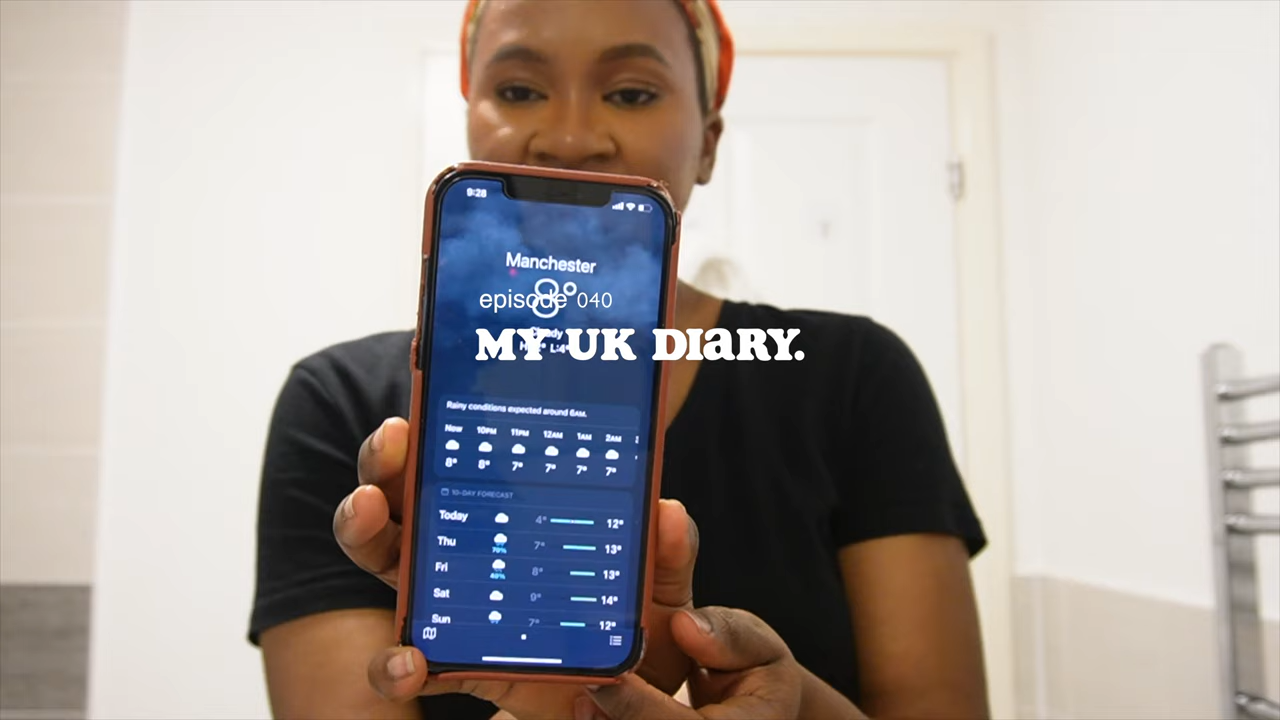 9:28
Manchester
8°
episode 040
MY UK DIARY.
Rainy conditions expected around 6AM.
Now 10PM 11PM 12AM 1AM 2AM
8° 8° 7° 7° 7° 7°
10-DAY FORECAST
Today 4° 12°
Thu 70% 7° 13°
Fri 40% 8° 13°
Sat 9° 14°
Sun 7° 12°